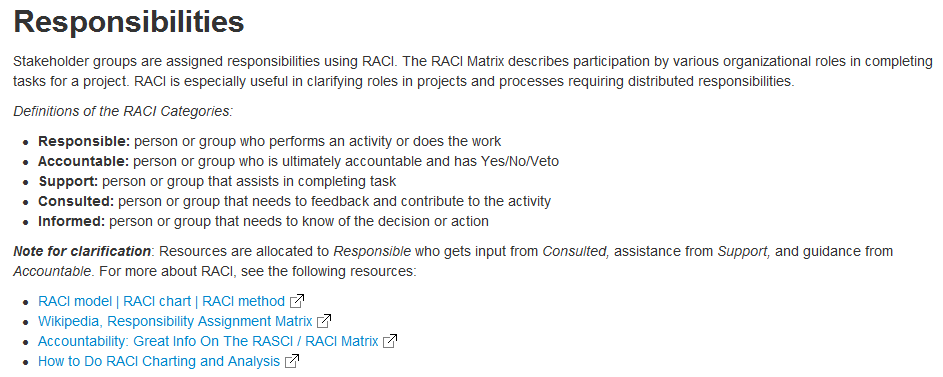 Responsibilities
Stakeholder groups are assigned responsibilities using RACI. The RACI Matrix describes participation by various organizational roles in completing
tasks for a project. RACI is especially useful in clarifying roles in projects and processes requiring distributed responsibilities.
Definitions of the RACI Categories:
• Responsible: person or group who performs an activity or does the work
• Accountable: person or group who is ultimately accountable and has Yes/No/Veto
• Support: person or group that assists in completing task
• Consulted: person or group that needs to feedback and contribute to the activity
• Informed: person or group that needs to know of the decision or action
Note for clarification: Resources are allocated to Responsible who gets input from Consulted, assistance from Support, and guidance from
Accountable. For more about RACI, see the following resources:
• RACI model | RACI chart | RACI method
• Wikipedia, Responsibility Assignment Matrix
• Accountability: Great Info On The RASCI / RACI Matrix
• How to Do RACI Charting and Analysis